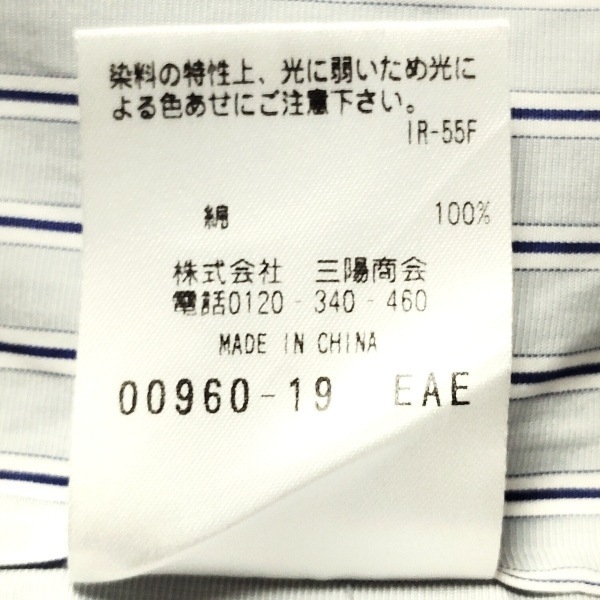 染料の特性上、光に弱いため光に
よる色あせにご注意下さい。
IR-55F
綿 100%
株式会社 三陽商会
電話0120-340-460
MADE IN CHINA
00960-19 EAE